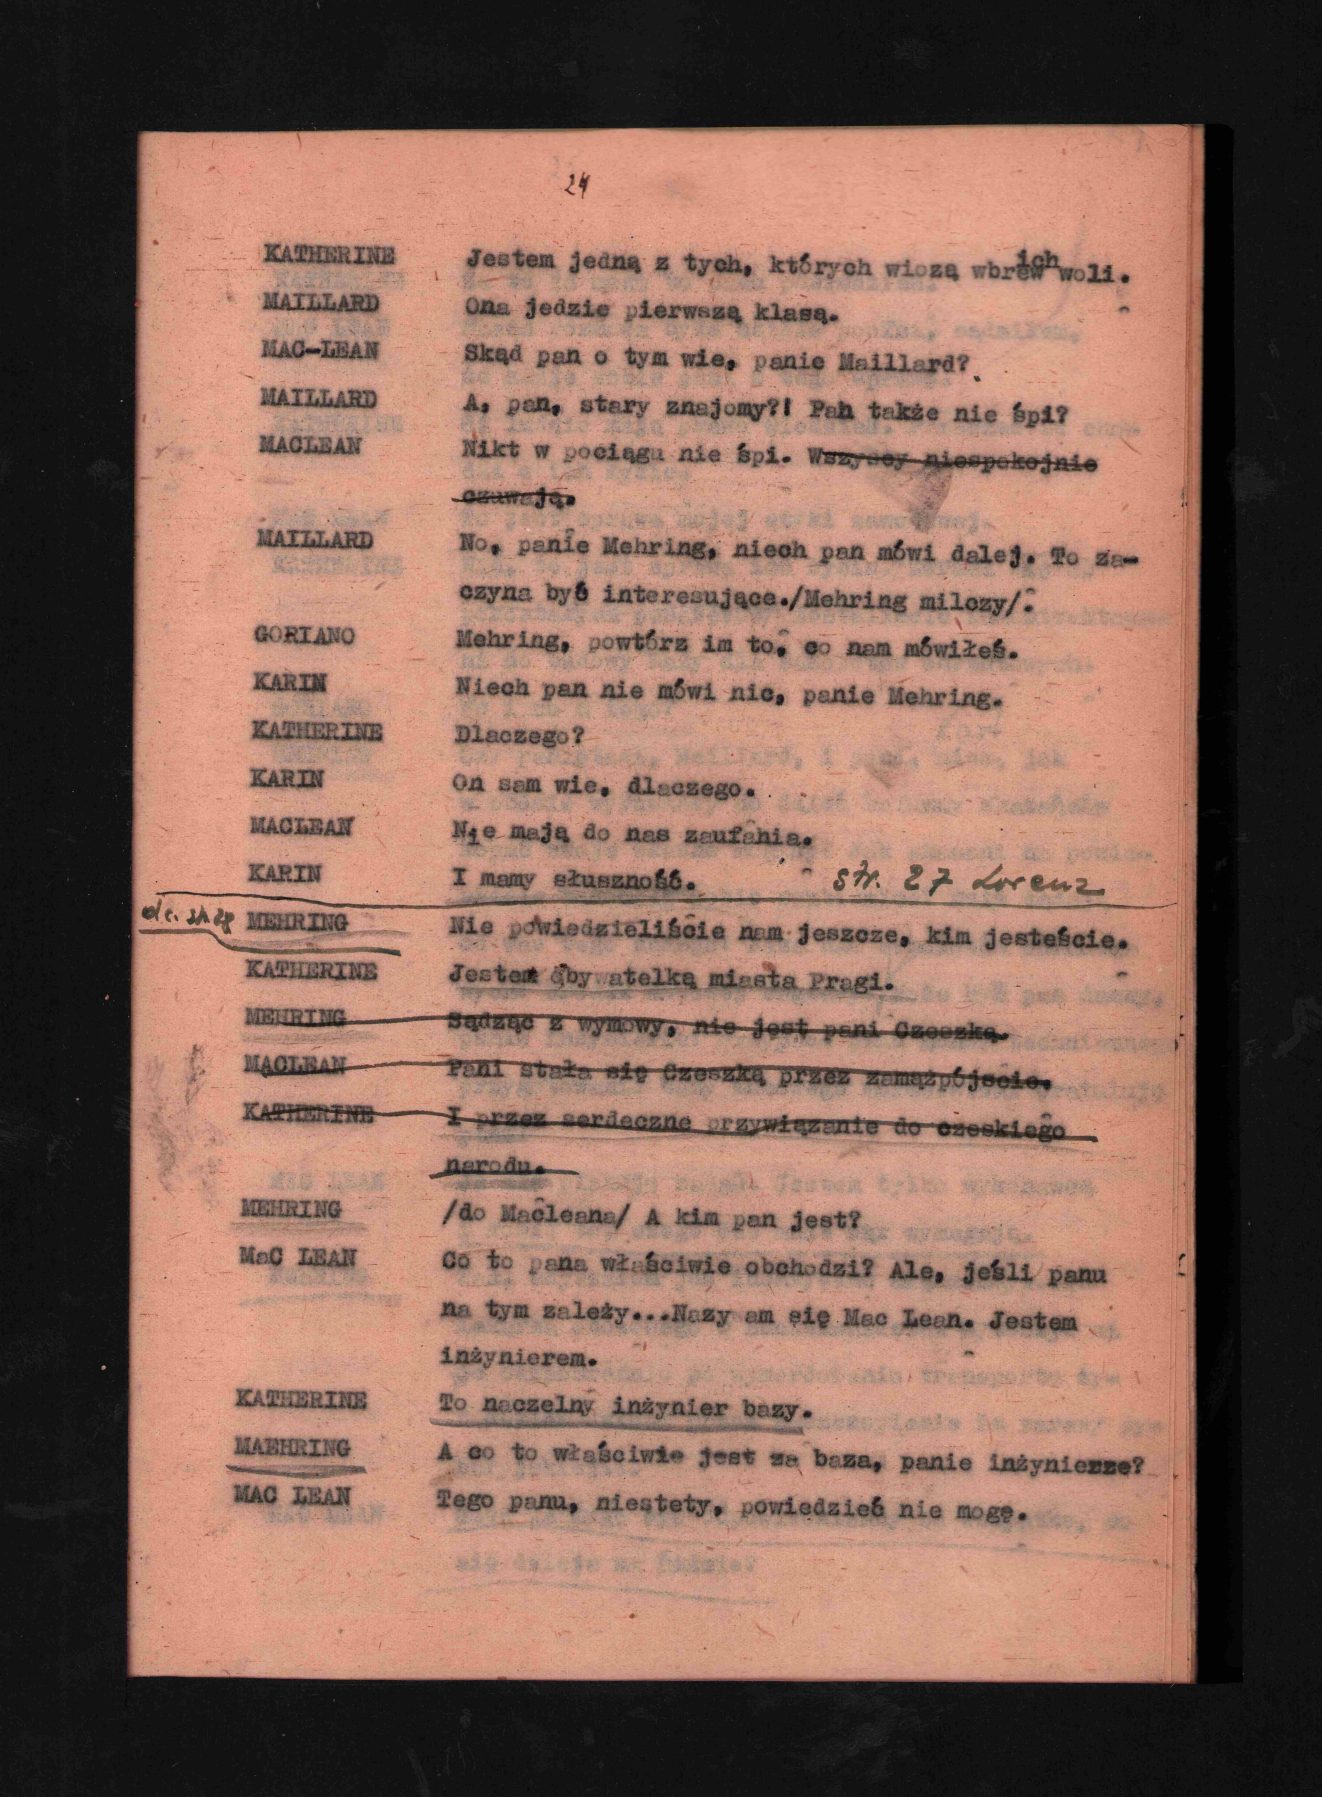 24
KATHERINE Jestem jedną z tych, których wiozą wbrew ich woli.
MAILLARD Ona jedzie pierwszą klasą.
MAC-LEAN Skąd pan o tym wie, panie Maillard?
MAILLARD A, pan, stary znajomy?! Pan także nie śpi?
MACLEAN Nikt w pociągu nie śpi. Wszyscy niespokojnie
czuwają.
MAILLARD No, panie Mehring, niech pan mówi dalej. To za-
czyna być interesujące./Mehring milczy/.
GORIANO Mehring, powtórz im to, co nam mówiłeś.
KARIN Niech pan nie mówi nic, panie Mehring.
KATHERINE Dlaczego?
KARIN On sam wie, dlaczego.
MACLEAN Nie mają do nas zaufania.
KARIN I mamy słuszność. str. 27 Lorenz
MEHRING Nie powiedzieliście nam jeszcze, kim jesteście.
KATHERINE Jestem obywatelką miasta Pragi.
MEHRING Sądząc z wymowy, nie jest pani Czeszką.
MACLEAN Pani stała się Czeszką przez zamążpójście.
KATHERINE I przez serdeczne przywiązanie do czeskiego
narodu.
MEHRING /do Macleana/ A kim pan jest?
MaC LEAN Co to pana właściwie obchodzi? Ale, jeśli panu
na tym zależy...Nazy am się Mac Lean. Jestem
inżynierem.
KATHERINE To naczelny inżynier bazy.
MAEHRING A co to właściwie jest za baza, panie inżynierze?
MAC LEAN Tego panu, niestety, powiedzieć nie mogę.